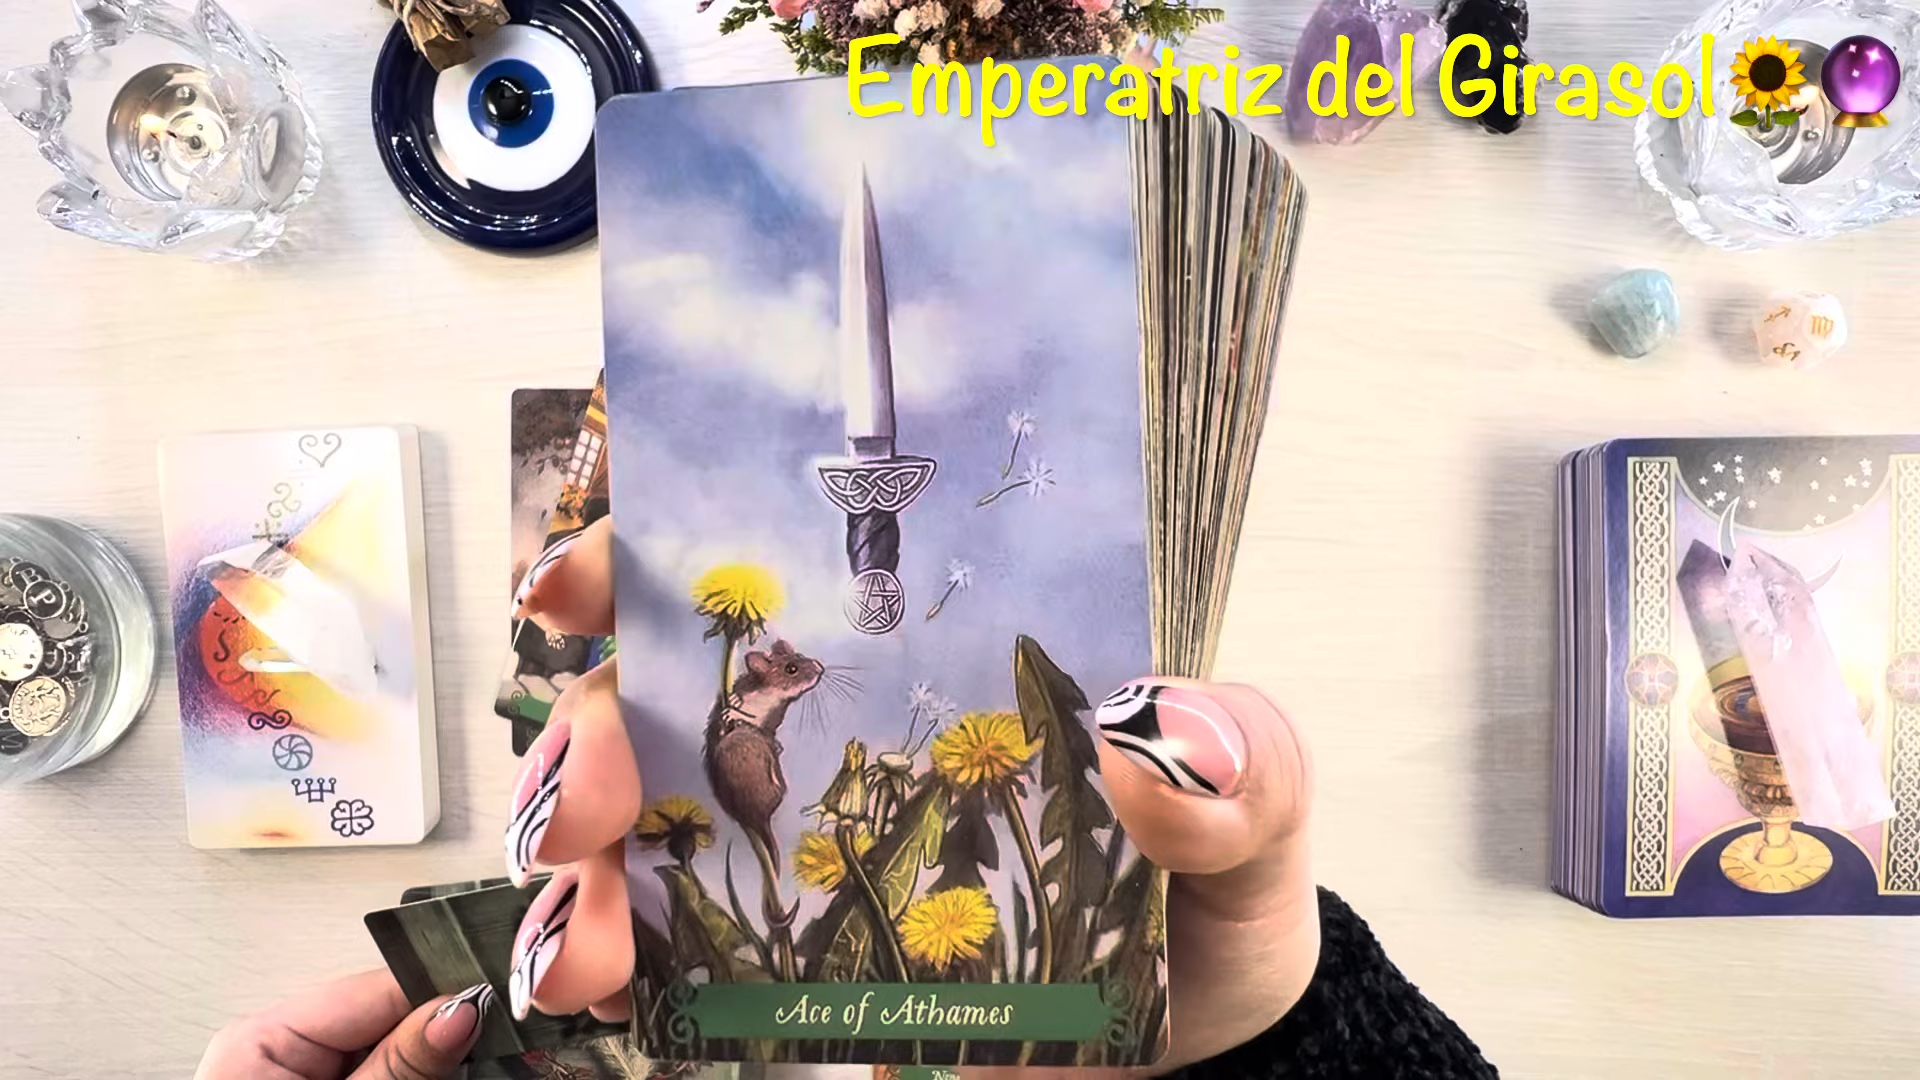 Emperatriz del Girasol🌻🔮
P
Ace of Athames